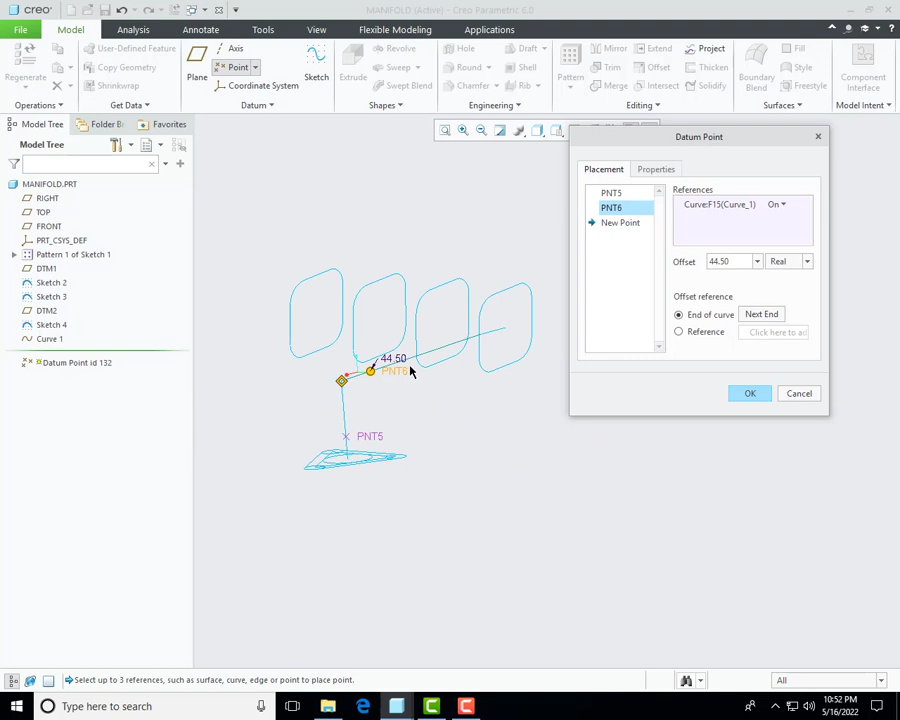 creo MANIFOLD (Active) - Creo Parametric 6.0
File Model Analysis Annotate Tools View Flexible Modeling Applications
User-Defined Feature Axis Revolve Hole Draft Mirror Extend Project Fill
Copy Geometry Point Sweep Round Shell Trim Offset Thicken Style
Regenerate Shrinkwrap Plane Coordinate System Sketch Extrude Swept Blend Chamfer Rib Pattern Merge Intersect Solidify Boundary Blend Freestyle Component Interface
Operations Get Data Datum Shapes Engineering Editing Surfaces Model Intent
Model Tree Folder Br Favorites
Model Tree
MANIFOLD.PRT
RIGHT
TOP
FRONT
PRT_CSYS_DEF
Pattern 1 of Sketch 1
DTM1
Sketch 2
Sketch 3
DTM2
Sketch 4
Curve 1
Datum Point id 132
44.50
PNT6
PNT5
Datum Point
Placement Properties
PNT5
PNT6
New Point
References
Curve:F15(Curve_1) On
Offset 44.50 Real
Offset reference
End of curve Next End
Reference Click here to ad
OK Cancel
Select up to 3 references, such as surface, curve, edge or point to place point.
All
Type here to search
10:52 PM
5/16/2022